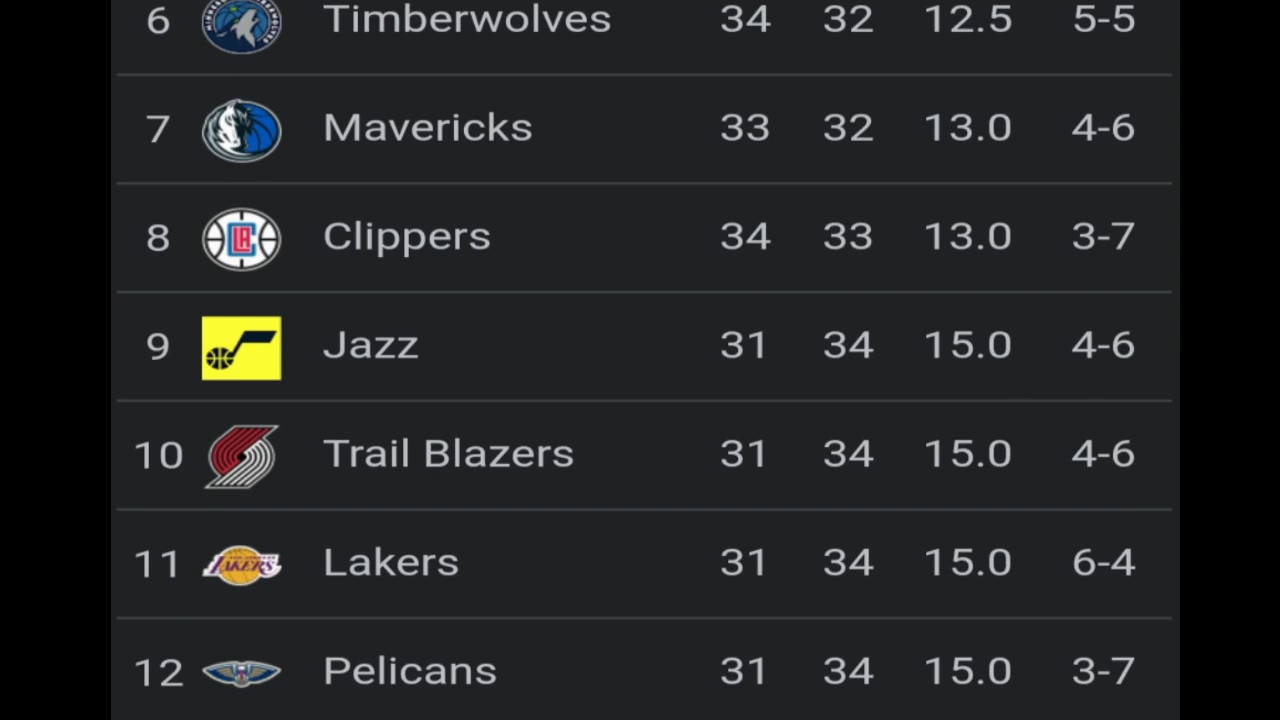 6 Timberwolves 34 32 12.5 5-5
7 Mavericks 33 32 13.0 4-6
8 Clippers 34 33 13.0 3-7
9 Jazz 31 34 15.0 4-6
10 Trail Blazers 31 34 15.0 4-6
LAKERS
11 Lakers 31 34 15.0 6-4
12 Pelicans 31 34 15.0 3-7